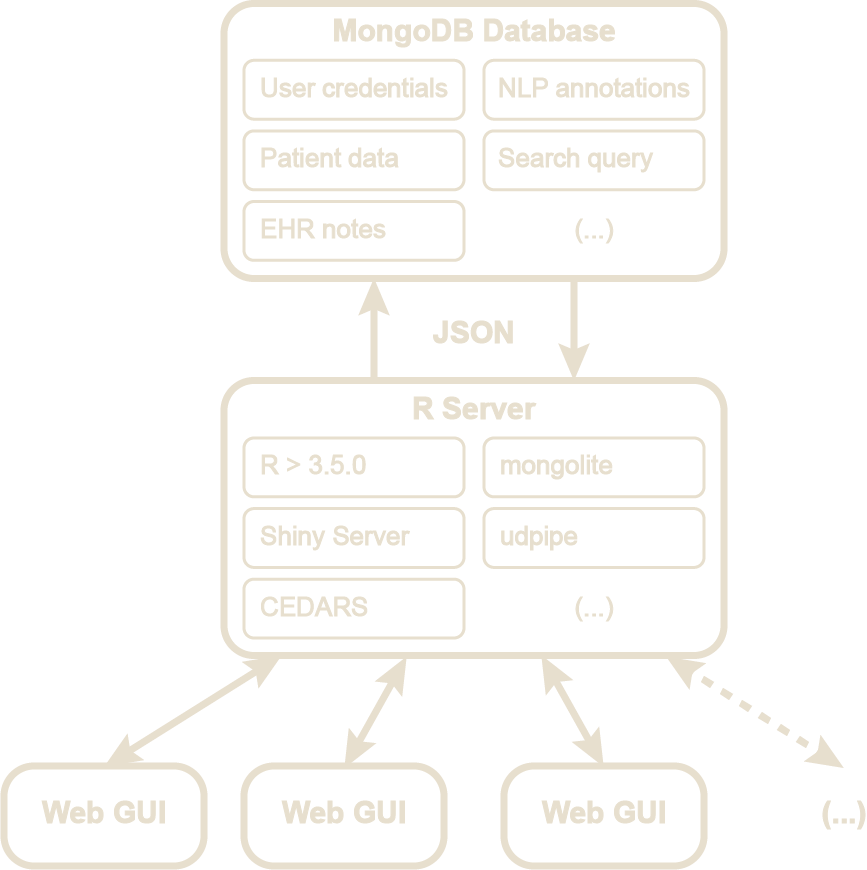 MongoDB Database
User credentials
NLP annotations
Patient data
Search query
EHR notes
(...)
JSON
R Server
R > 3.5.0
mongolite
Shiny Server
udpipe
CEDARS
(...)
Web GUI
Web GUI
Web GUI
(...)